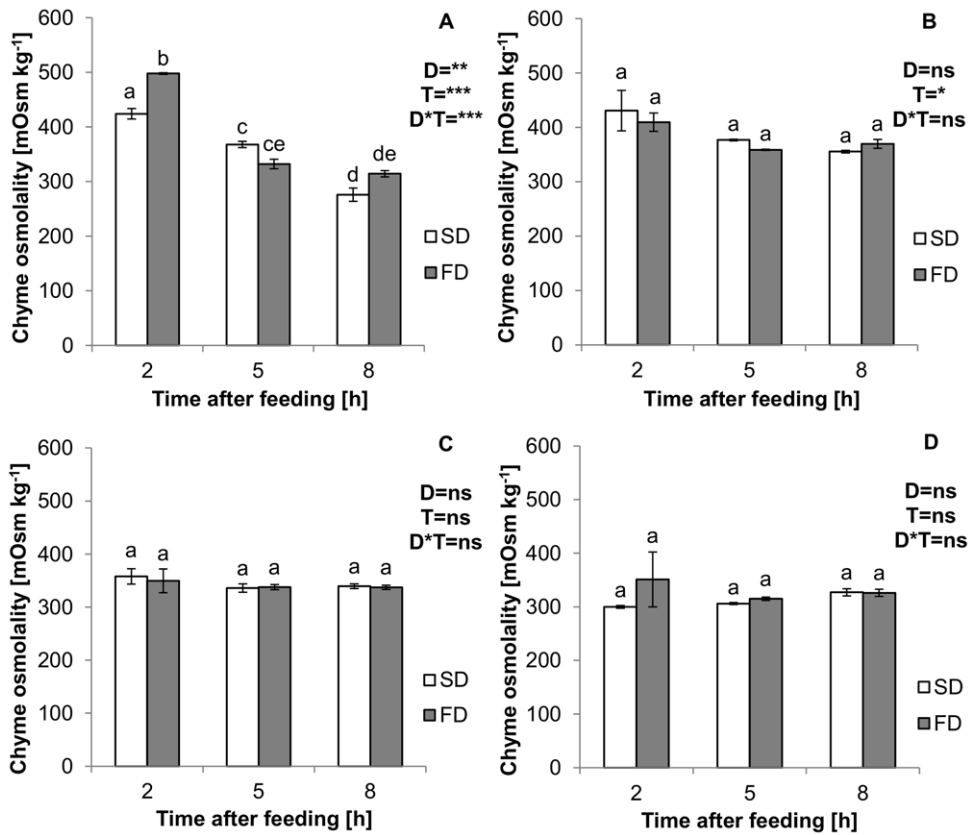 A
Chyme osmolality [mOsm kg⁻¹]
600
500
400
300
200
100
0
D=**
T=***
D*T=***
a
b
c
ce
d
de
SD
FD
2 5 8
Time after feeding [h]
B
Chyme osmolality [mOsm kg⁻¹]
600
500
400
300
200
100
0
D=ns
T=*
D*T=ns
a
a
a
a
a
a
SD
FD
2 5 8
Time after feeding [h]
C
Chyme osmolality [mOsm kg⁻¹]
600
500
400
300
200
100
0
D=ns
T=ns
D*T=ns
a
a
a
a
a
a
SD
FD
2 5 8
Time after feeding [h]
D
Chyme osmolality [mOsm kg⁻¹]
600
500
400
300
200
100
0
D=ns
T=ns
D*T=ns
a
a
a
a
a
a
SD
FD
2 5 8
Time after feeding [h]